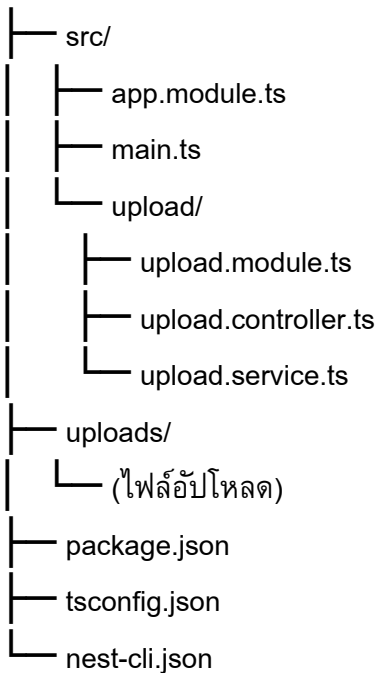 ├── src/
│ ├── app.module.ts
│ ├── main.ts
│ └── upload/
│ ├── upload.module.ts
│ ├── upload.controller.ts
│ └── upload.service.ts
├── uploads/
│ └── (ไฟล์อัปโหลด)
├── package.json
├── tsconfig.json
└── nest-cli.json